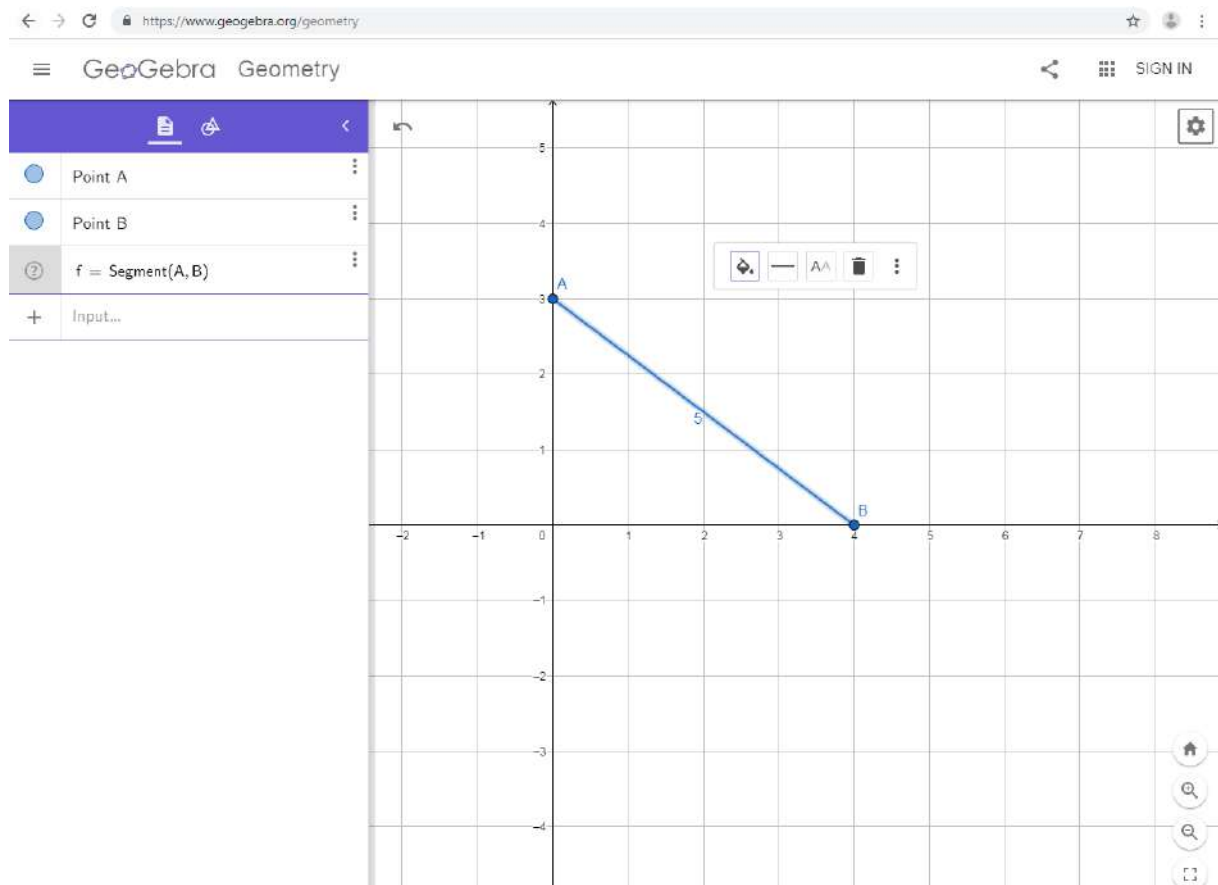 https://www.geogebra.org/geometry
GeoGebra Geometry
SIGN IN
Point A
Point B
f = Segment(A, B)
+ Input...
AA
5
4
3
2
1
A
5
B
−2 −1 0 1 2 3 4 5 6 7 8
−1
−2
−3
−4